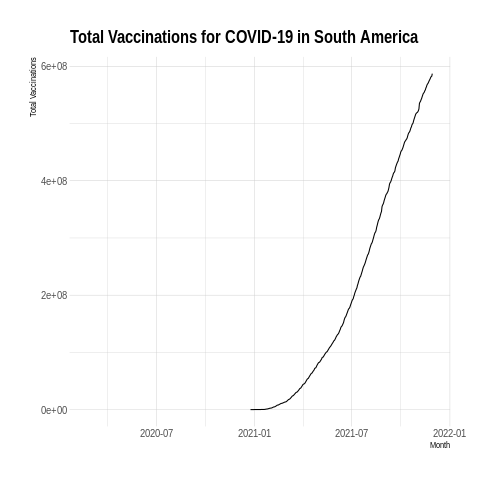 Total Vaccinations for COVID-19 in South America
Total Vaccinations
6e+08
4e+08
2e+08
0e+00
2020-07 2021-01 2021-07 2022-01
Month